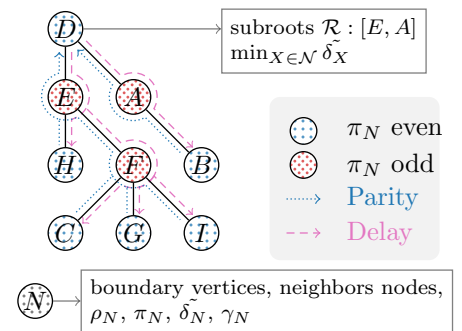 D
subroots R : [E, A]
min_{X∈N} δ̃_X
E A
H F B
C G I
π_N even
π_N odd
Parity
Delay
N
boundary vertices, neighbors nodes,
ρ_N, π_N, δ̃_N, γ_N